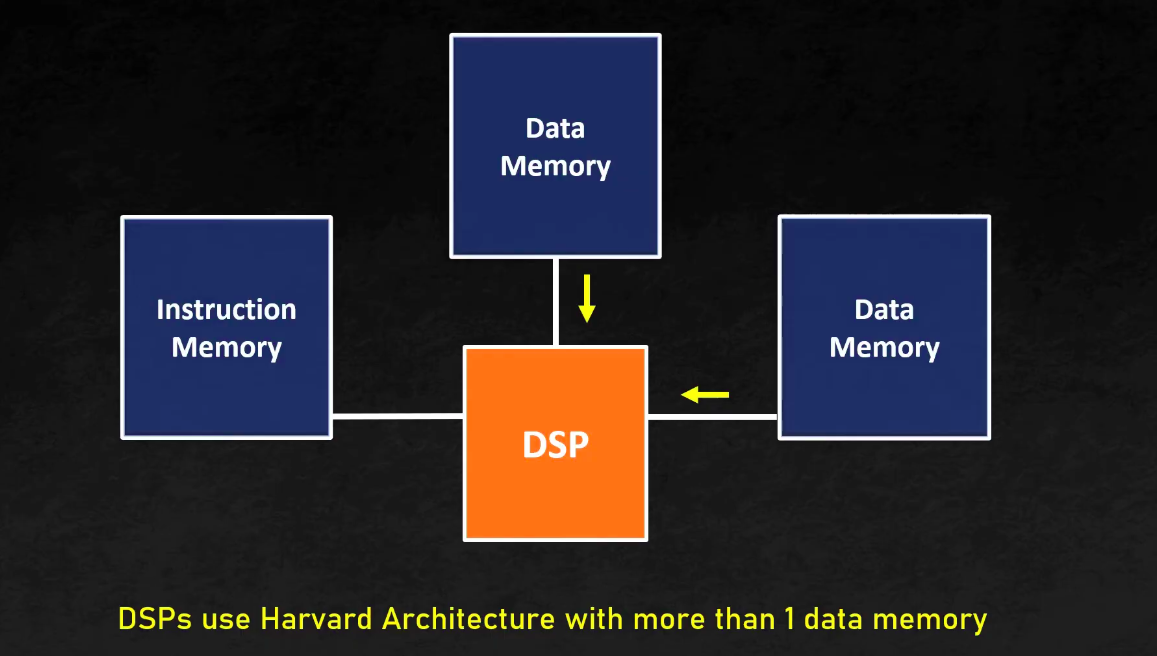 Data
Memory
Instruction
Memory
Data
Memory
DSP
DSPs use Harvard Architecture with more than 1 data memory